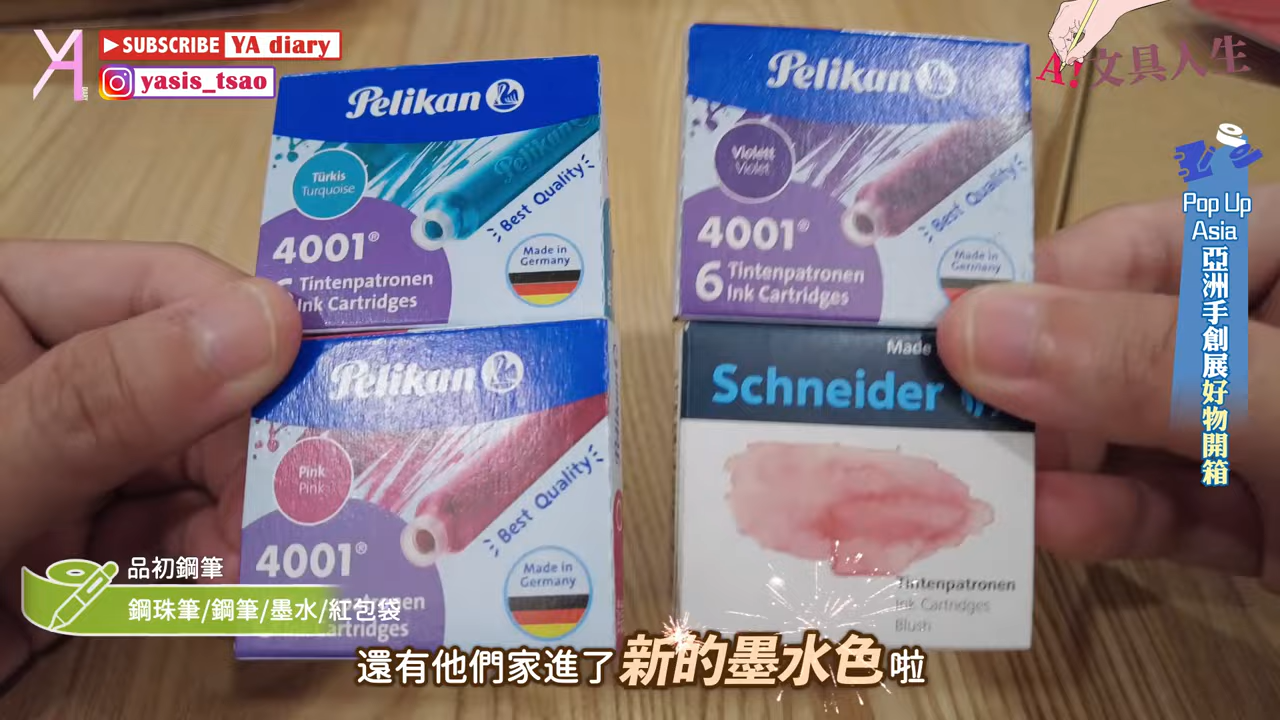 YA
SUBSCRIBE YA diary
yasis_tsao
A!文具人生
Pop Up
Asia
亞洲手創展好物開箱
Pelikan
Türkis
Turquoise
Best Quality
4001®
Tintenpatronen
Ink Cartridges
Made in
Germany
Pelikan
Violett
Violet
Best Quality
4001®
6 Tintenpatronen
Ink Cartridges
Made in
Germany
Pelikan
Pink
Pink
Best Quality
4001®
Made in
Germany
Made
Schneider
Tintenpatronen
Ink Cartridges
Blush
品初鋼筆
鋼珠筆/鋼筆/墨水/紅包袋
還有他們家進了新的墨水色啦